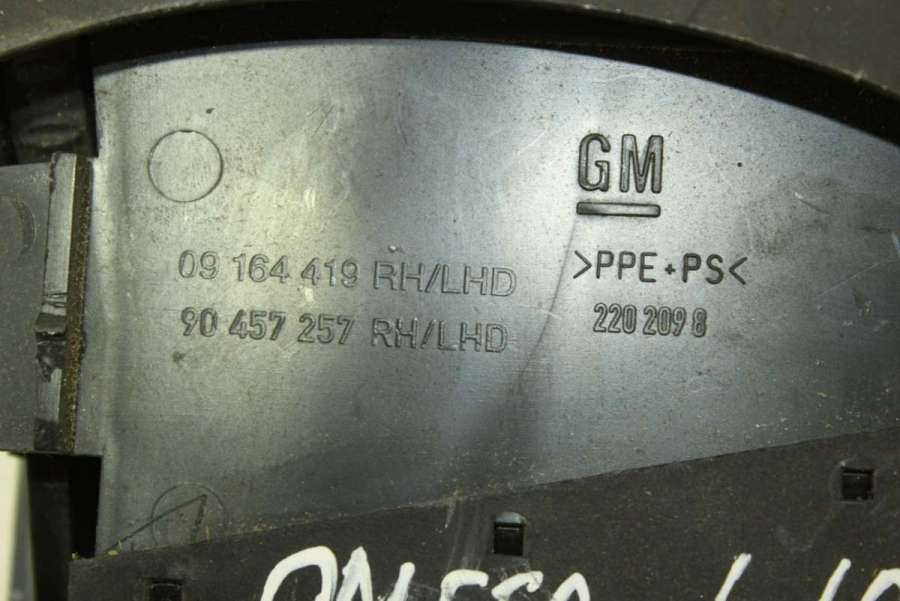 GM
09 164 419 RH/LHD
>PPE+PS<
90 457 257 RH/LHD
220 209 8